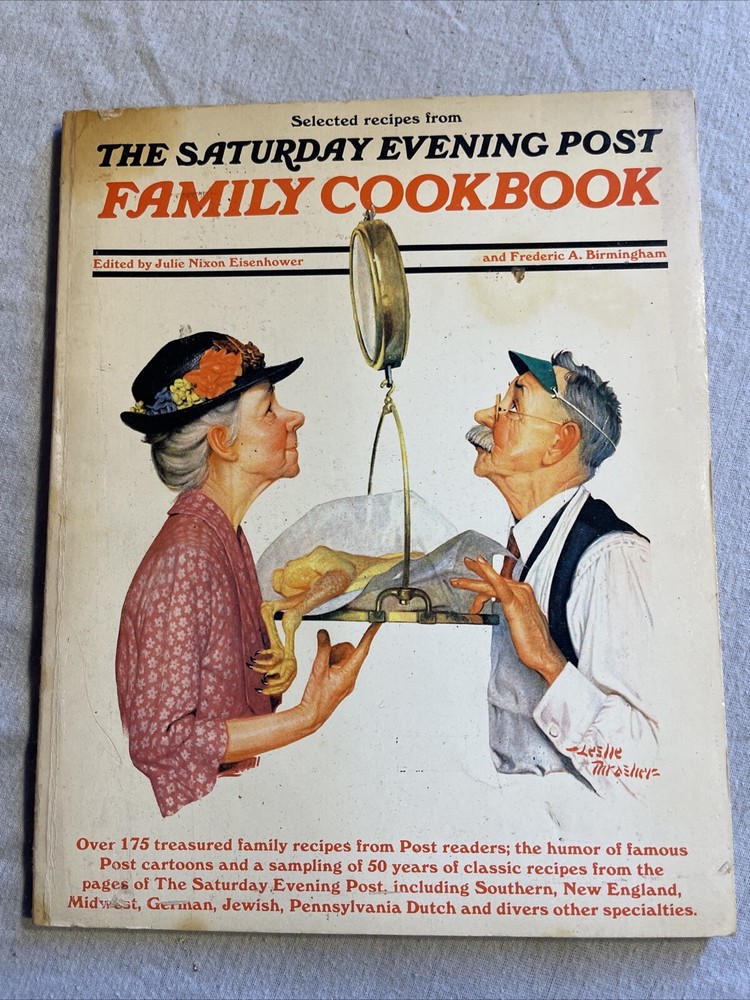 Selected recipes from
THE SATURDAY EVENING POST
FAMILY COOKBOOK
Edited by Julie Nixon Eisenhower and Frederic A. Birmingham
Leslie
Thrasher
Over 175 treasured family recipes from Post readers; the humor of famous
Post cartoons and a sampling of 50 years of classic recipes from the
pages of The Saturday Evening Post, including Southern, New England,
Midwest, German, Jewish, Pennsylvania Dutch and divers other specialties.